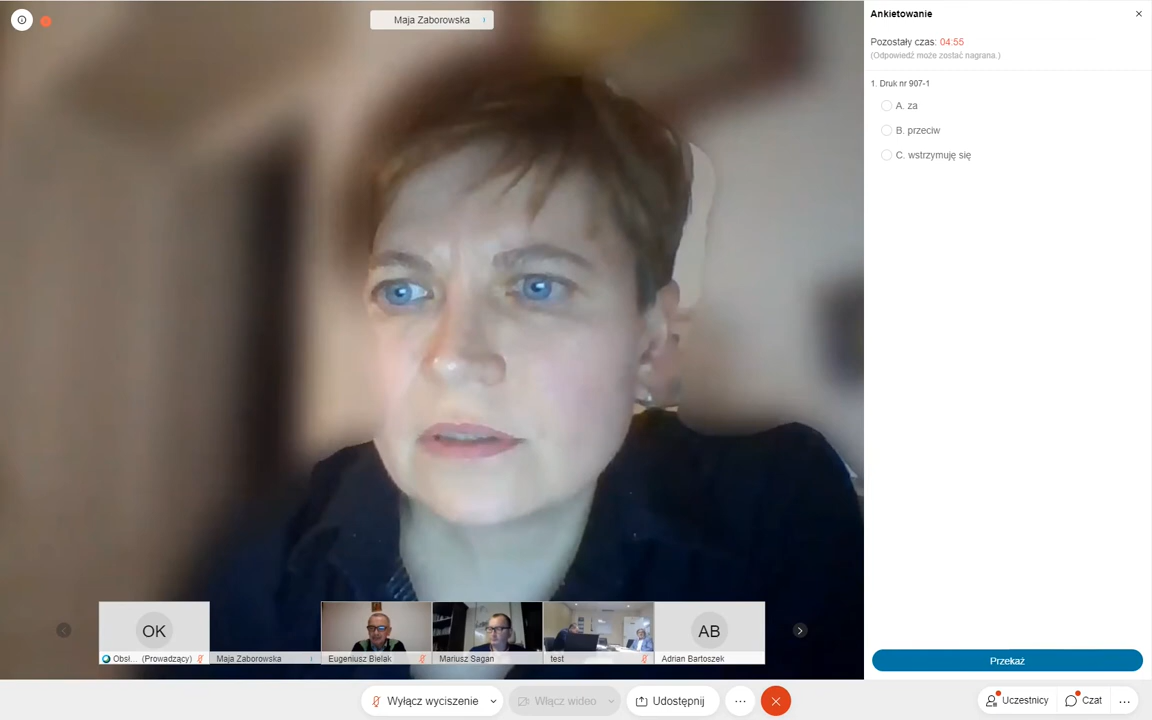 Maja Zaborowska
Ankietowanie
Pozostały czas: 04:55
(Odpowiedź może zostać nagrana.)
1. Druk nr 907-1
A. za
B. przeciw
C. wstrzymuję się
OK
AB
Obsł... (Prowadzący)
Maja Zaborowska
Eugeniusz Bielak
Mariusz Sagan
test
Adrian Bartoszek
Przekaż
Wyłącz wyciszenie
Włącz wideo
Udostępnij
Uczestnicy
Czat